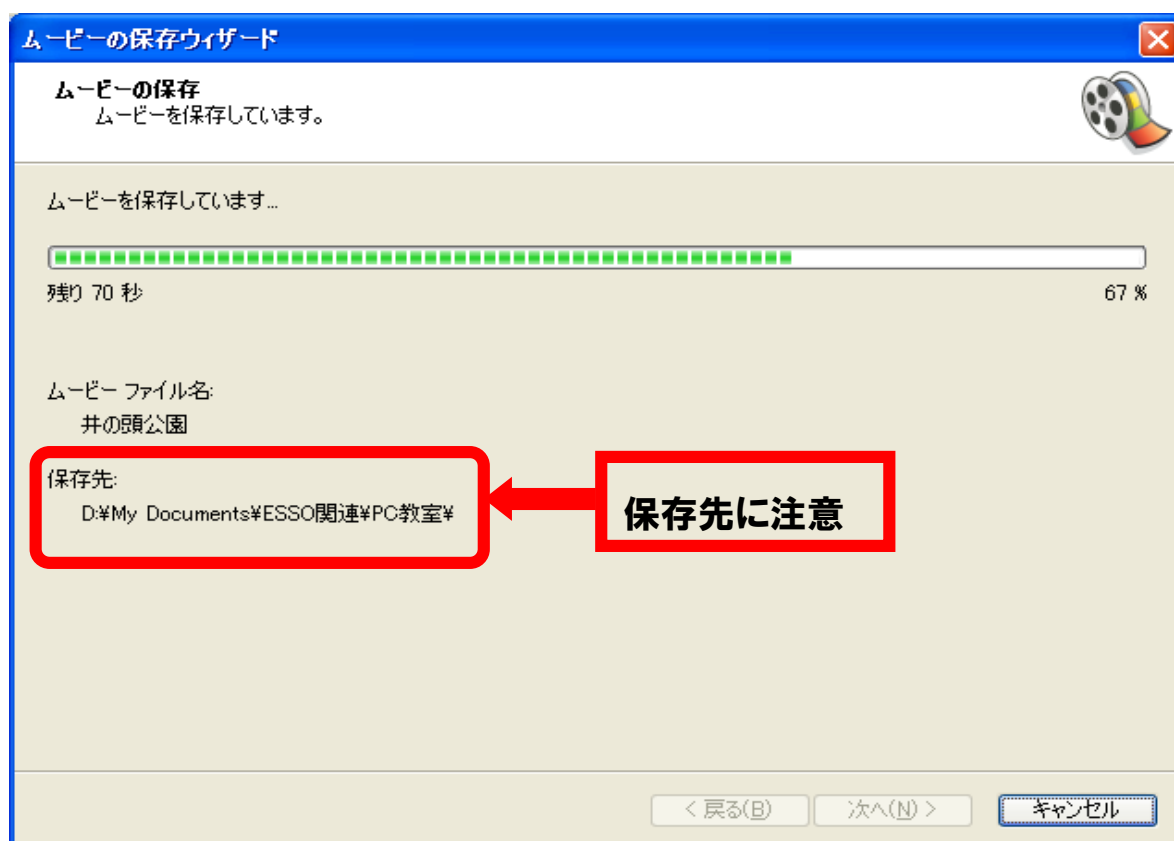 ムービーの保存ウィザード
ムービーの保存
ムービーを保存しています。
ムービーを保存しています...
残り 70 秒
67 %
ムービー ファイル名:
井の頭公園
保存先:
D:¥My Documents¥ESSO関連¥PC教室¥
保存先に注意
< 戻る(B)
次へ(N) >
キャンセル